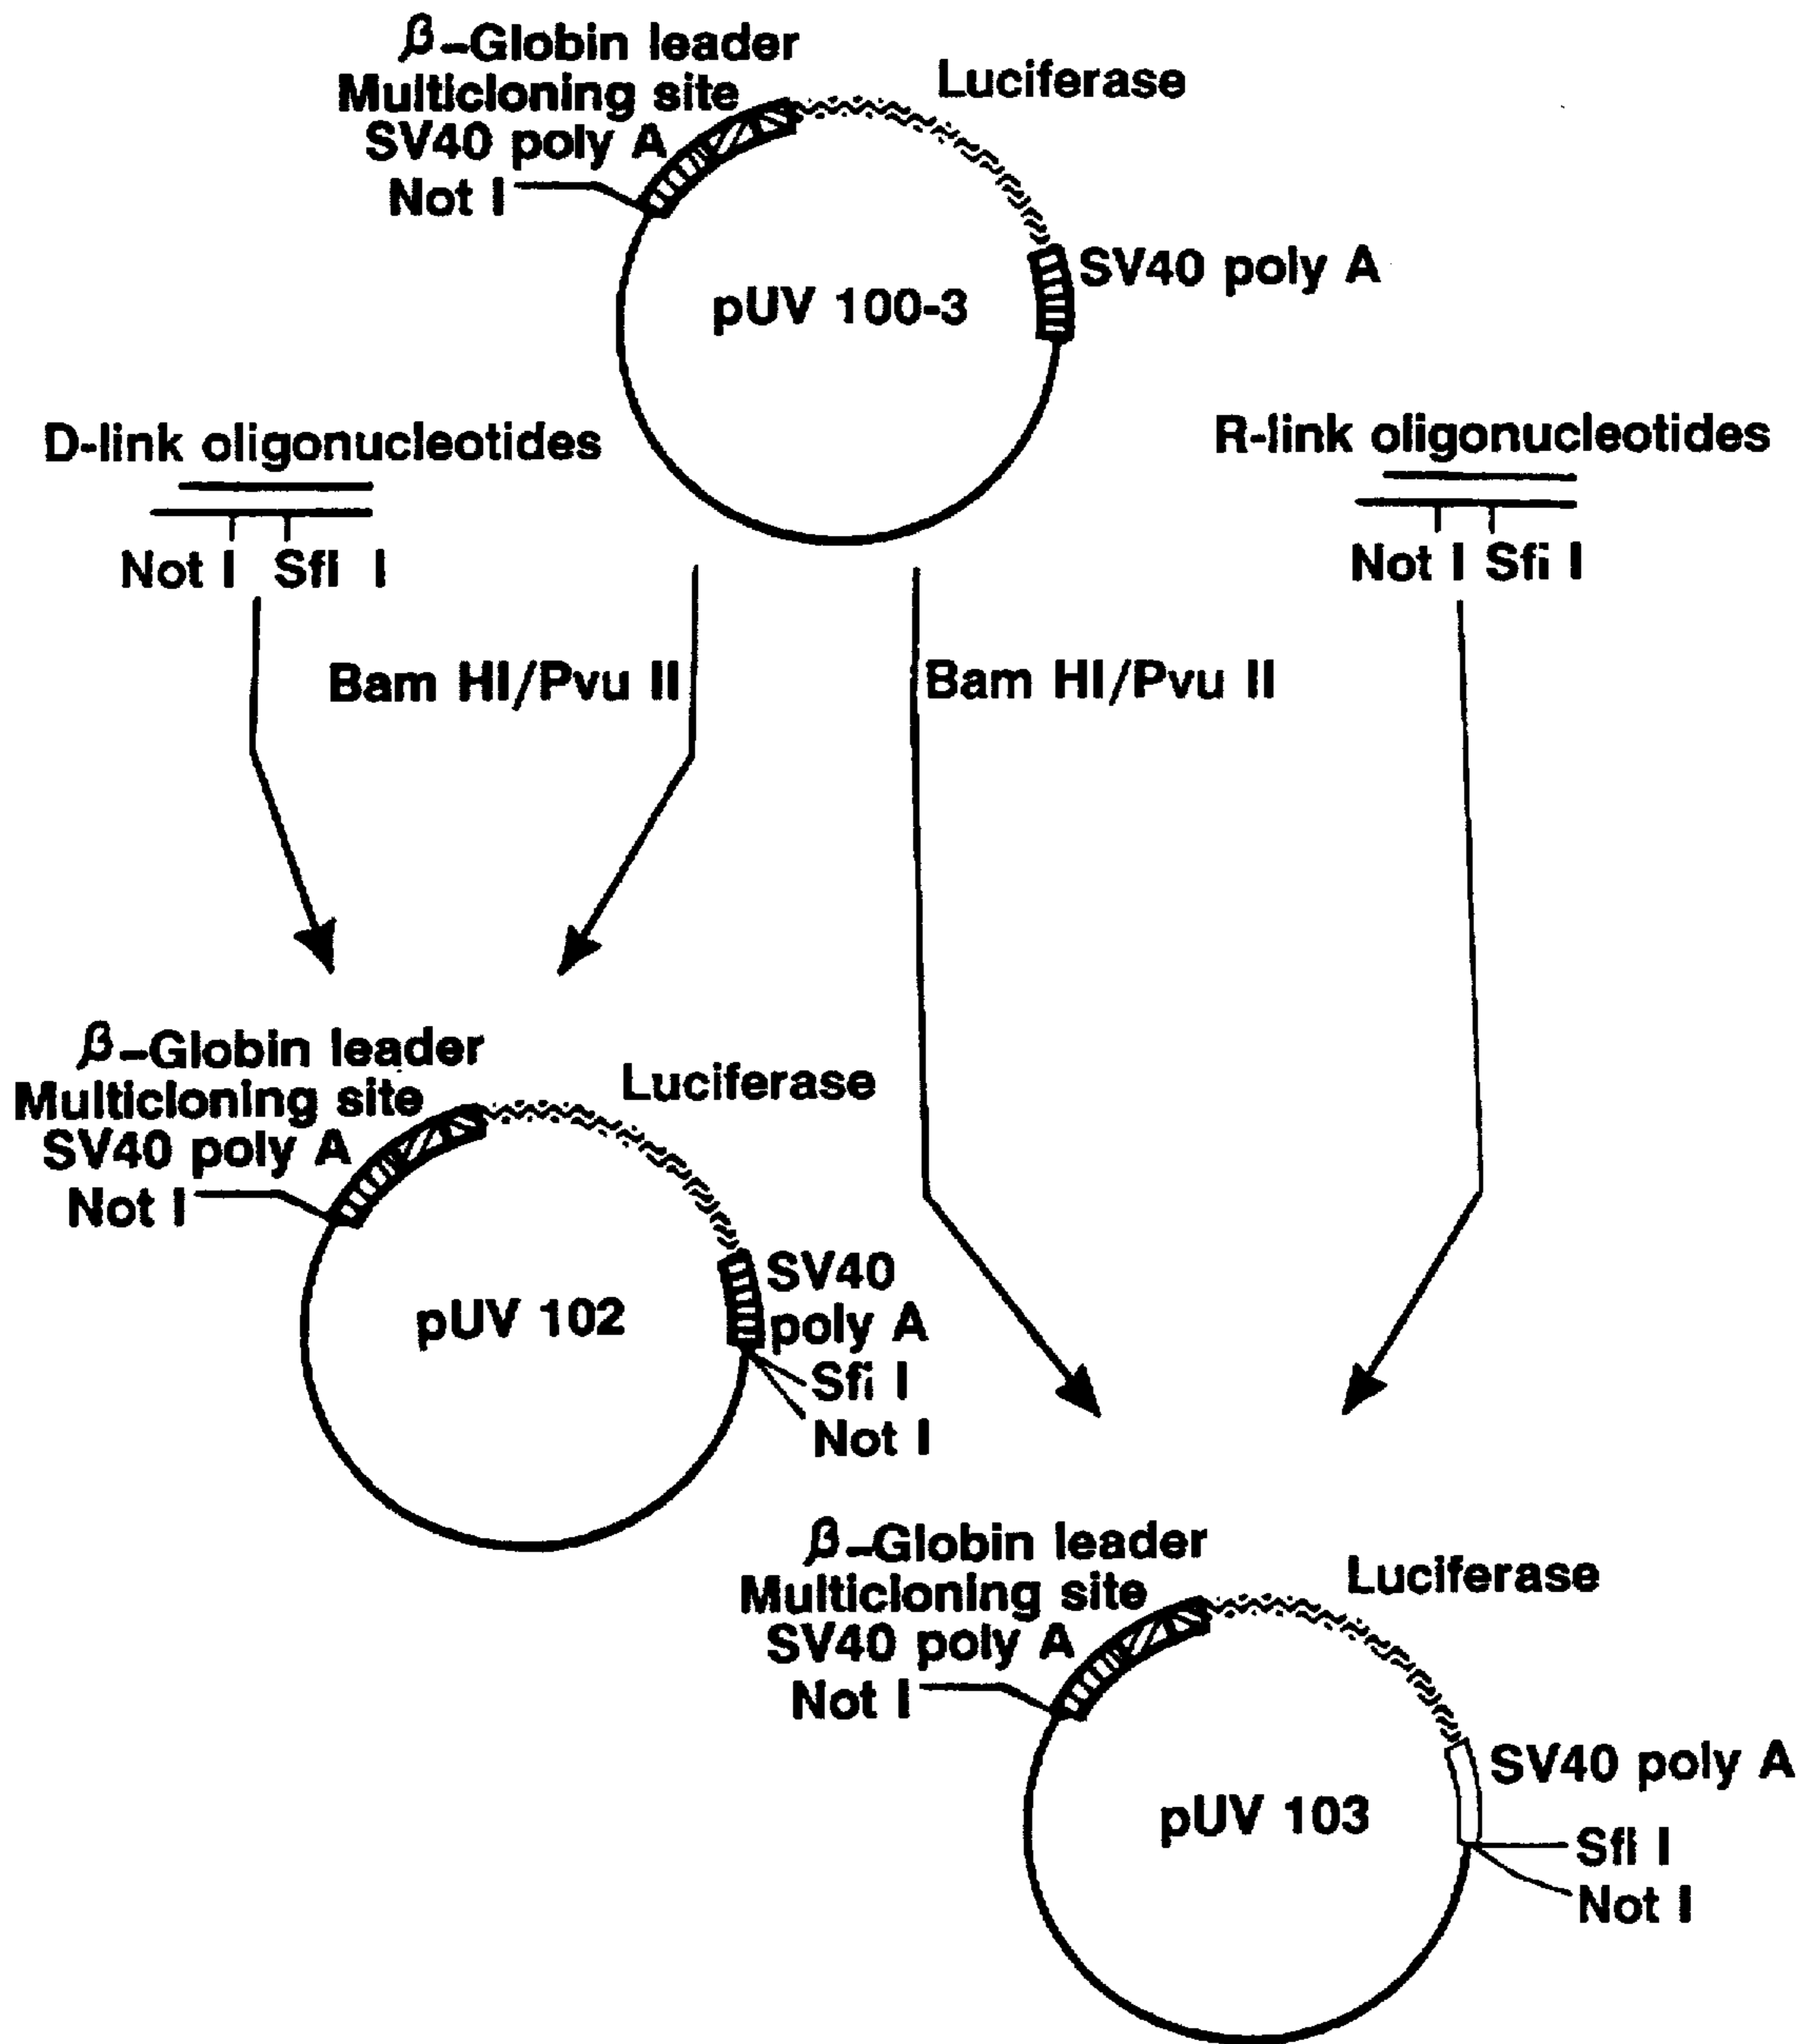 β-Globin leader
Multicloning site
SV40 poly A
Not I
Luciferase
SV40 poly A
pUV 100-3
D-link oligonucleotides
Not I Sfi I
R-link oligonucleotides
Not I Sfi I
Bam HI/Pvu II
Bam HI/Pvu II
β-Globin leader
Multicloning site
SV40 poly A
Not I
Luciferase
SV40
poly A
Sfi I
Not I
pUV 102
β-Globin leader
Multicloning site
SV40 poly A
Not I
Luciferase
SV40 poly A
Sfi I
Not I
pUV 103